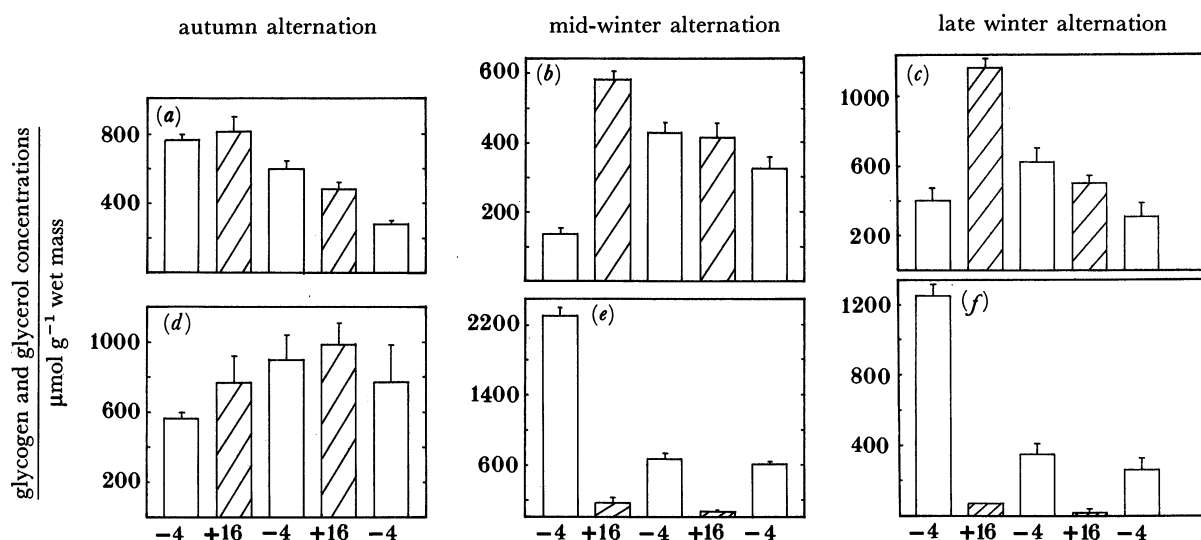 autumn alternation
mid-winter alternation
late winter alternation
glycogen and glycerol concentrations
µmol g⁻¹ wet mass
(a)
800
400
(b)
600
400
200
(c)
1000
600
200
(d)
1000
600
200
(e)
2200
1400
600
(f)
1200
400
−4 +16 −4 +16 −4
−4 +16 −4 +16 −4
−4 +16 −4 +16 −4